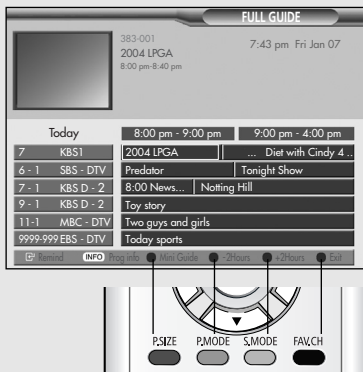 FULL GUIDE
383-001
2004 LPGA
8:00 pm-8:40 pm
7:43 pm Fri Jan 07
Today 8:00 pm - 9:00 pm 9:00 pm - 4:00 pm
7 KBS1 2004 LPGA ... Diet with Cindy 4 ..
6 - 1 SBS - DTV Predator Tonight Show
7 - 1 KBS D - 2 8:00 News... Notting Hill
9 - 1 KBS D - 2 Toy story
11-1 MBC - DTV Two guys and girls
9999-999 EBS - DTV Today sports
Remind INFO Prog info Mini Guide -2Hours +2Hours Exit
P.SIZE P.MODE S.MODE FAV.CH